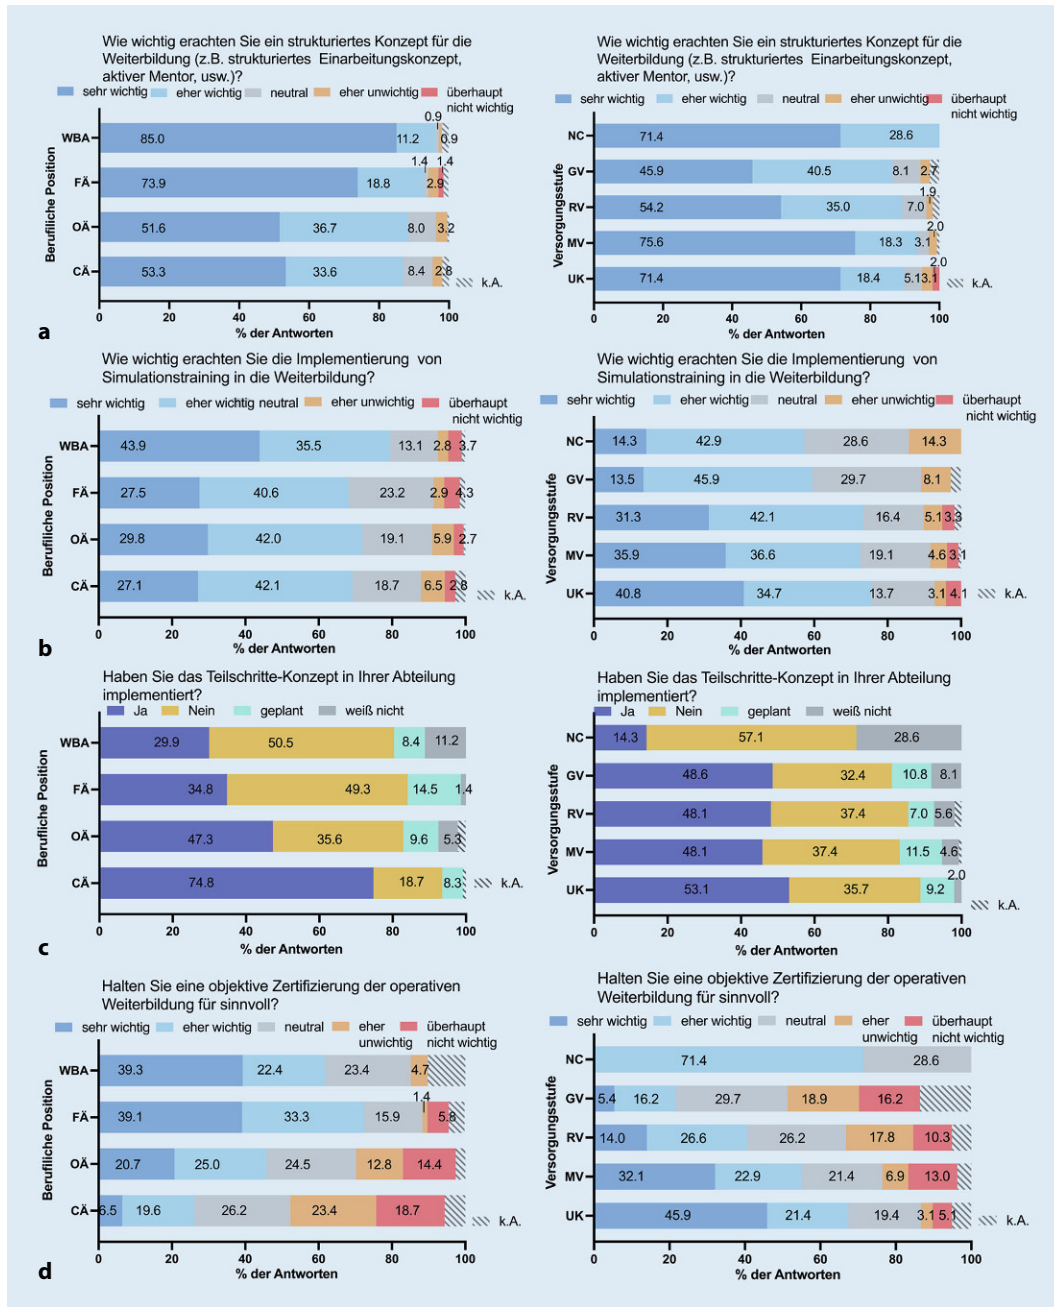 Wie wichtig erachten Sie ein strukturiertes Konzept für die
Weiterbildung (z.B. strukturiertes Einarbeitungskonzept,
aktiver Mentor, usw.)?
sehr wichtig eher wichtig neutral eher unwichtig überhaupt
nicht wichtig
Berufliche Position
0.9
WBA 85.0 11.2 0.9
1.4 1.4
FÄ 73.9 18.8 2.9
OÄ 51.6 36.7 8.0 3.2
CÄ 53.3 33.6 8.4 2.8
k.A.
0 20 40 60 80 100
% der Antworten
a
Wie wichtig erachten Sie ein strukturiertes Konzept für die
Weiterbildung (z.B. strukturiertes Einarbeitungskonzept,
aktiver Mentor, usw.)?
sehr wichtig eher wichtig neutral eher unwichtig überhaupt
nicht wichtig
Versorgungsstufe
NC 71.4 28.6
GV 45.9 40.5 8.1 2.7
1.9
RV 54.2 35.0 7.0
2.0
MV 75.6 18.3 3.1
2.0
UK 71.4 18.4 5.1 3.1
k.A.
0 20 40 60 80 100
% der Antworten
Wie wichtig erachten Sie die Implementierung von
Simulationstraining in die Weiterbildung?
sehr wichtig eher wichtig neutral eher unwichtig überhaupt
nicht wichtig
Berufliche Position
WBA 43.9 35.5 13.1 2.8 3.7
FÄ 27.5 40.6 23.2 2.9 4.3
OÄ 29.8 42.0 19.1 5.9 2.7
CÄ 27.1 42.1 18.7 6.5 2.8
k.A.
0 20 40 60 80 100
% der Antworten
b
Wie wichtig erachten Sie die Implementierung von
Simulationstraining in die Weiterbildung?
sehr wichtig eher wichtig neutral eher unwichtig überhaupt
nicht wichtig
Versorgungsstufe
NC 14.3 42.9 28.6 14.3
GV 13.5 45.9 29.7 8.1
RV 31.3 42.1 16.4 5.1 3.3
MV 35.9 36.6 19.1 4.6 3.1
UK 40.8 34.7 13.7 3.1 4.1
k.A.
0 20 40 60 80 100
% der Antworten
Haben Sie das Teilschritte-Konzept in Ihrer Abteilung
implementiert?
Ja Nein geplant weiß nicht
Berufliche Position
WBA 29.9 50.5 8.4 11.2
FÄ 34.8 49.3 14.5 1.4
OÄ 47.3 35.6 9.6 5.3
CÄ 74.8 18.7 8.3
k.A.
0 20 40 60 80 100
% der Antworten
c
Haben Sie das Teilschritte-Konzept in Ihrer Abteilung
implementiert?
Ja Nein geplant weiß nicht
Versorgungsstufe
NC 14.3 57.1 28.6
GV 48.6 32.4 10.8 8.1
RV 48.1 37.4 7.0 5.6
MV 48.1 37.4 11.5 4.6
2.0
UK 53.1 35.7 9.2
k.A.
0 20 40 60 80 100
% der Antworten
Halten Sie eine objektive Zertifizierung der operativen
Weiterbildung für sinnvoll?
sehr wichtig eher wichtig neutral eher überhaupt
unwichtig nicht wichtig
Berufliche Position
WBA 39.3 22.4 23.4 4.7
1.4
FÄ 39.1 33.3 15.9 5.8
OÄ 20.7 25.0 24.5 12.8 14.4
CÄ 6.5 19.6 26.2 23.4 18.7
k.A.
0 20 40 60 80 100
% der Antworten
d
Halten Sie eine objektive Zertifizierung der operativen
Weiterbildung für sinnvoll?
sehr wichtig eher wichtig neutral eher überhaupt
unwichtig nicht wichtig
Versorgungsstufe
NC 71.4 28.6
GV 5.4 16.2 29.7 18.9 16.2
RV 14.0 26.6 26.2 17.8 10.3
MV 32.1 22.9 21.4 6.9 13.0
UK 45.9 21.4 19.4 3.1 5.1
k.A.
0 20 40 60 80 100
% der Antworten